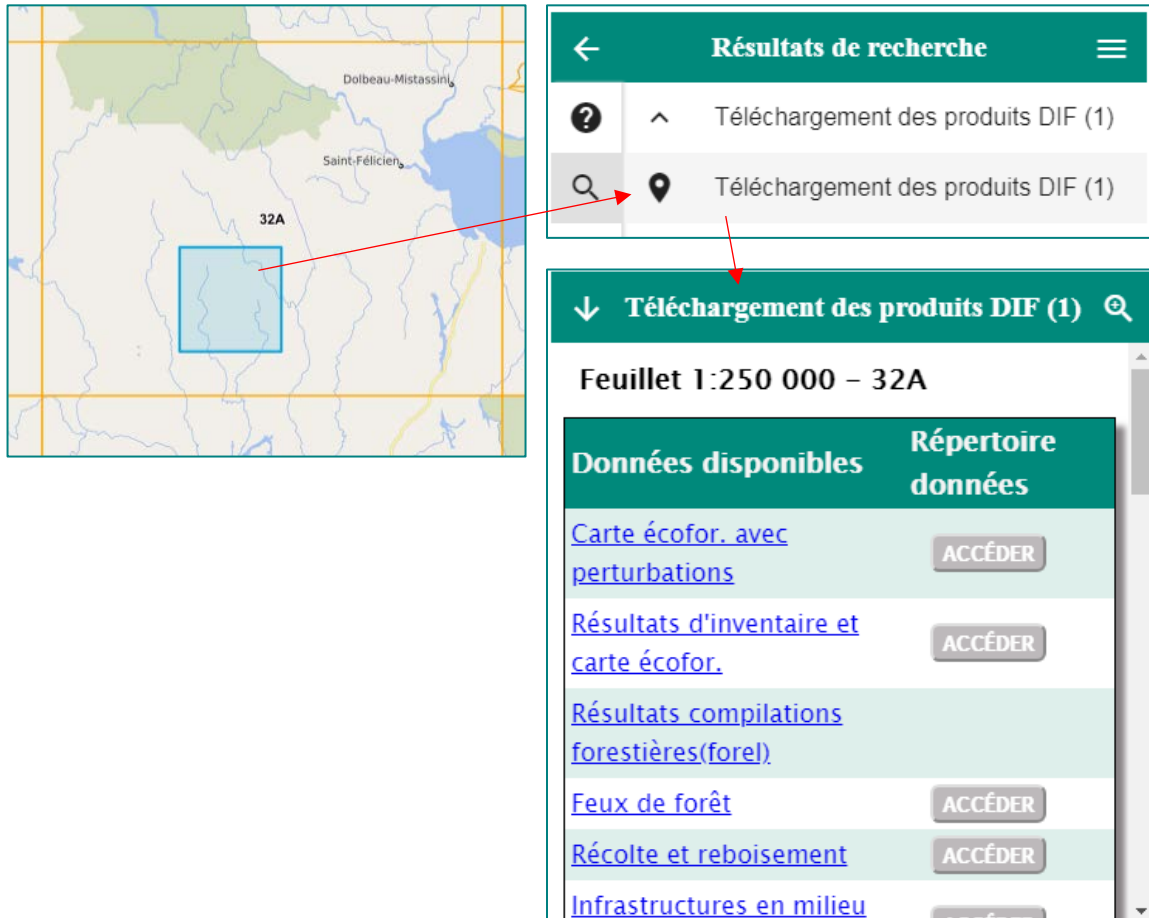 Dolbeau-Mistassini
Saint-Félicien
32A
Résultats de recherche
Téléchargement des produits DIF (1)
Téléchargement des produits DIF (1)
Téléchargement des produits DIF (1)
Feuillet 1:250 000 – 32A
Données disponibles
Répertoire
données
Carte écofor. avec
perturbations
ACCÉDER
Résultats d'inventaire et
carte écofor.
ACCÉDER
Résultats compilations
forestières(forel)
Feux de forêt ACCÉDER
Récolte et reboisement ACCÉDER
Infrastructures en milieu